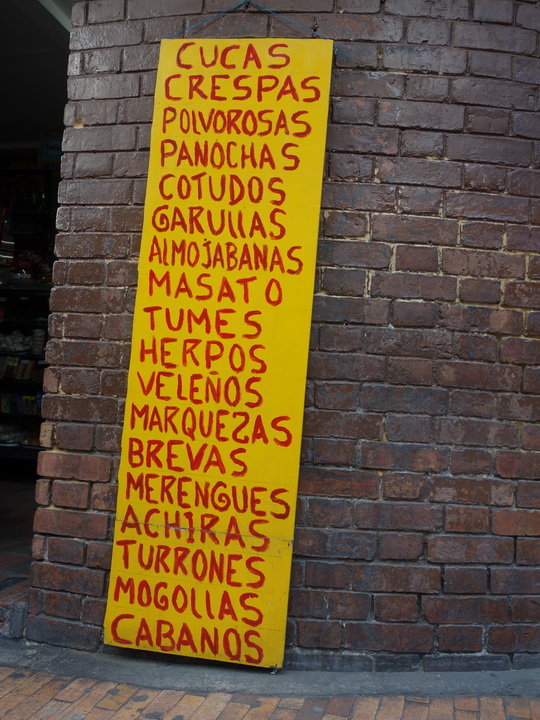 CUCAS
CRESPAS
POLVOROSAS
PANOCHAS
COTUDOS
GARULLAS
ALMOJABANAS
MASATO
TUMES
HERPOS
VELEÑOS
MARQUEZAS
BREVAS
MERENGUES
ACHIRAS
TURRONES
MOGOLLAS
CABANOS